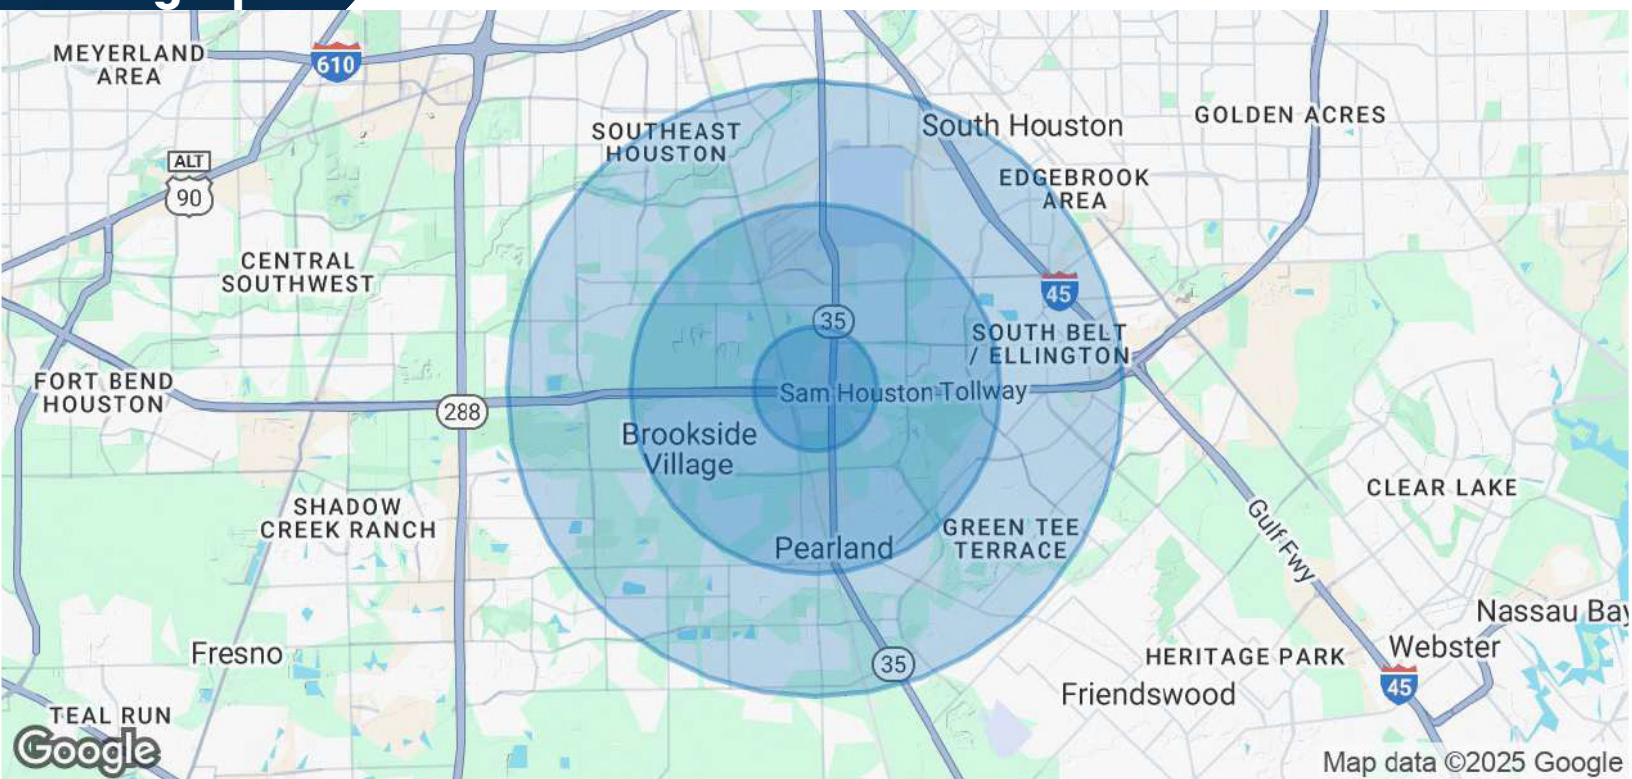 MEYERLAND
AREA
610
ALT
90
SOUTHEAST
HOUSTON
South Houston
GOLDEN ACRES
EDGEBROOK
AREA
CENTRAL
SOUTHWEST
45
35
SOUTH BELT
/ ELLINGTON
FORT BEND
HOUSTON
288
Sam Houston Tollway
Brookside
Village
SHADOW
CREEK RANCH
CLEAR LAKE
Gulf Fwy
Pearland
GREEN TEE
TERRACE
Nassau Bay
Fresno
35
HERITAGE PARK
Webster
45
Friendswood
TEAL RUN
Google
Map data ©2025 Google